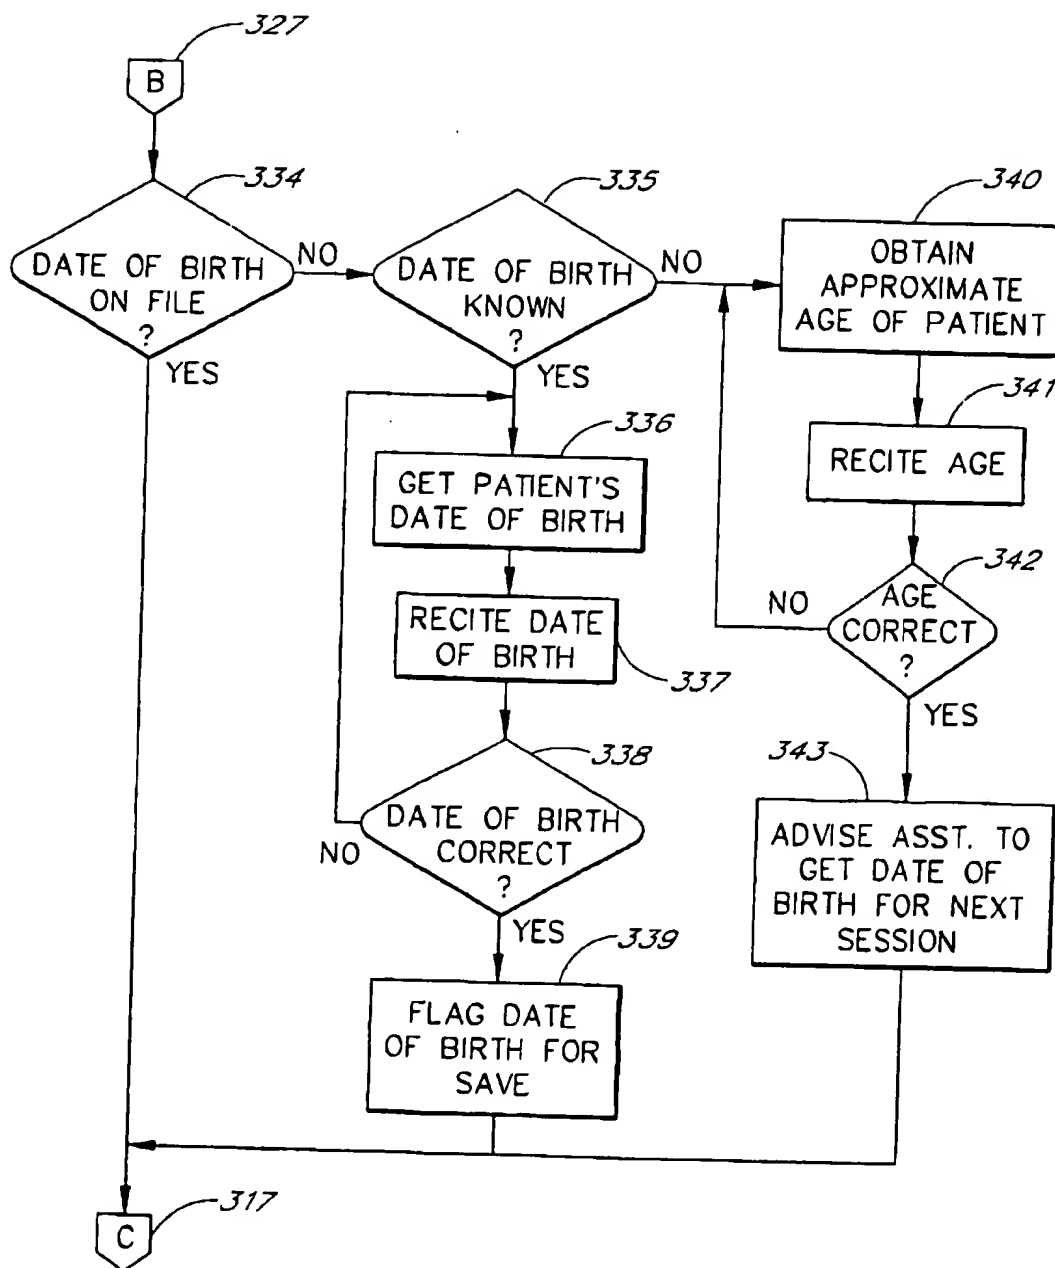 327
B
334
DATE OF BIRTH
ON FILE
?
NO
YES
335
DATE OF BIRTH
KNOWN
?
NO
YES
340
OBTAIN
APPROXIMATE
AGE OF PATIENT
341
RECITE AGE
342
AGE
CORRECT
?
NO
YES
343
ADVISE ASST. TO
GET DATE OF
BIRTH FOR NEXT
SESSION
336
GET PATIENT'S
DATE OF BIRTH
RECITE DATE
OF BIRTH
337
338
DATE OF BIRTH
CORRECT
?
NO
YES
339
FLAG DATE
OF BIRTH FOR
SAVE
317
C